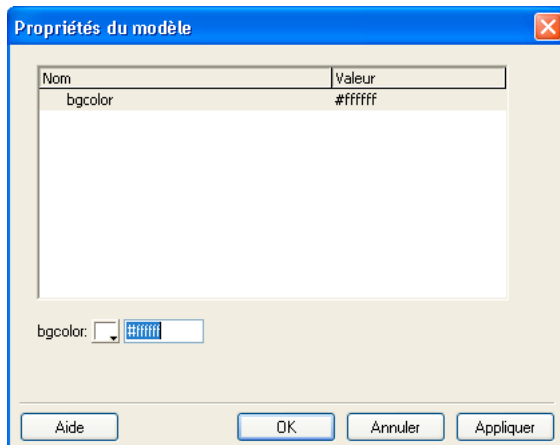 Propriétés du modèle
Nom Valeur
bgcolor #ffffff
bgcolor: #ffffff
Aide OK Annuler Appliquer